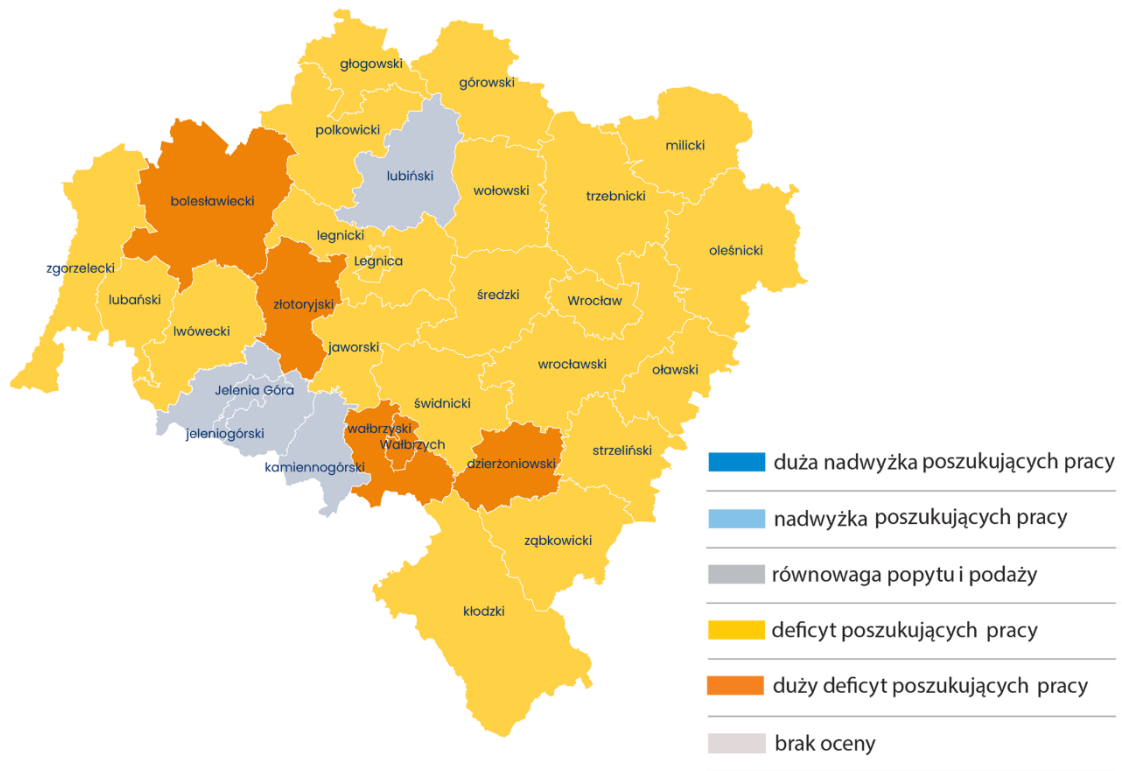 głogowski
górowski
polkowicki
milicki
lubiński
wołowski
trzebnicki
bolesławiecki
legnicki
oleśnicki
Legnica
zgorzelecki
lubański
średzki
Wrocław
złotoryjski
lwówecki
jaworski
wrocławski
oławski
Jelenia Góra
świdnicki
wałbrzyski
jeleniogórski
Wałbrzych
strzeliński
kamiennogórski
dzierżoniowski
ząbkowicki
kłodzki
duża nadwyżka poszukujących pracy
nadwyżka poszukujących pracy
równowaga popytu i podaży
deficyt poszukujących pracy
duży deficyt poszukujących pracy
brak oceny